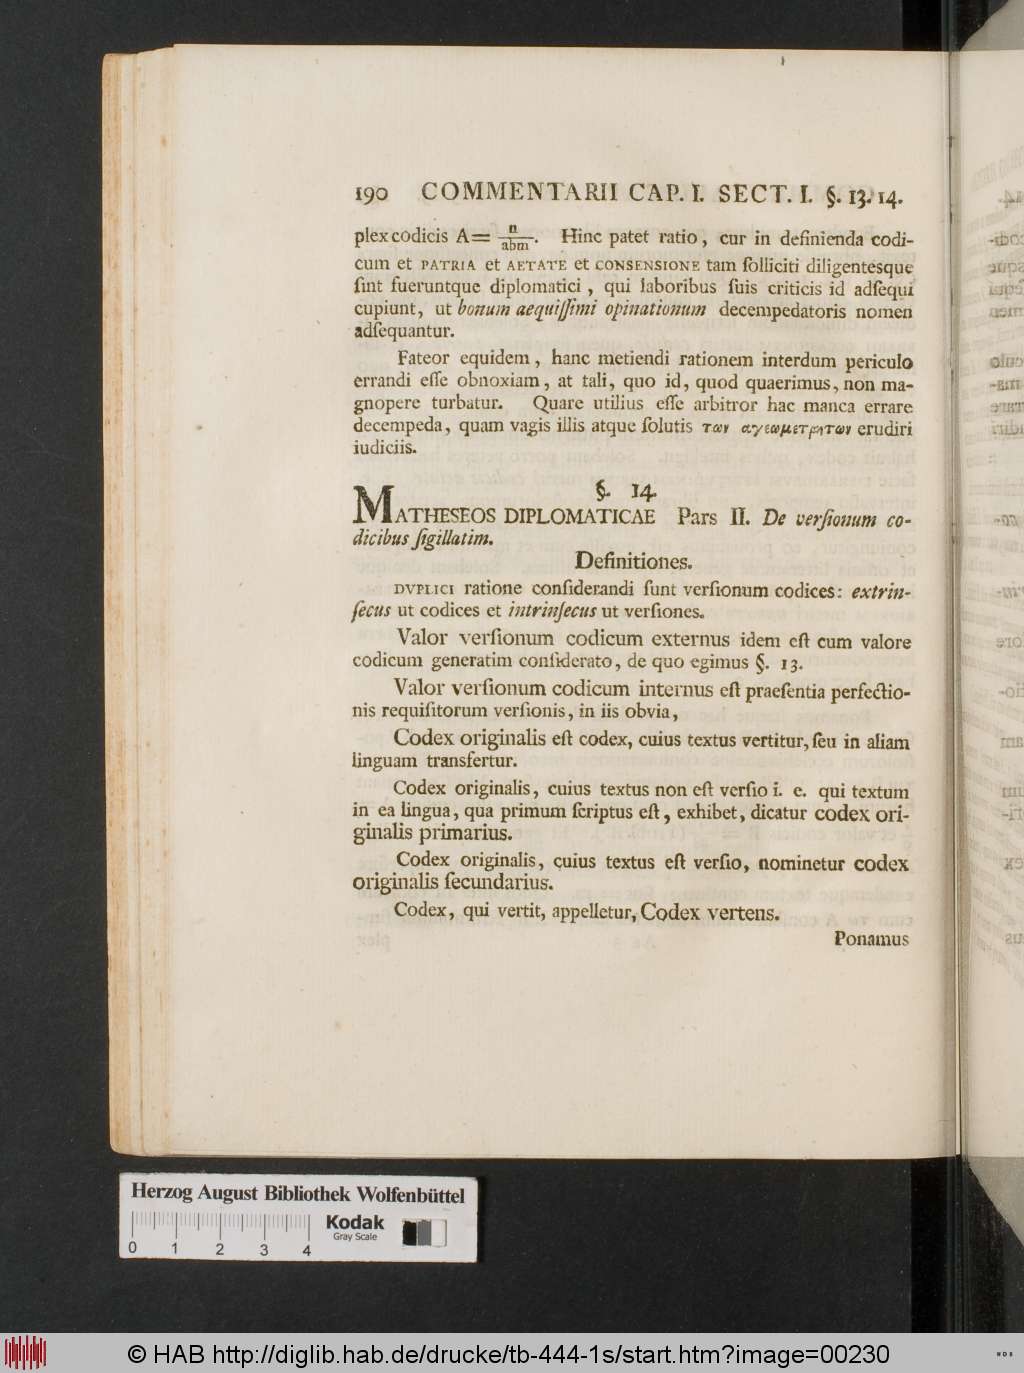 190 COMMENTARII CAP. I. SECT. I. §. 13. 14.
plex codicis A= n/abm. Hinc patet ratio, cur in definienda codi-
cum et PATRIA et AETATE et CONSENSIONE tam ſolliciti diligentesque
ſint fueruntque diplomatici, qui laboribus ſuis criticis id adſequi
cupiunt, ut bonum aequiſſimi opinationum decempedatoris nomen
adſequantur.
Fateor equidem, hanc metiendi rationem interdum periculo
errandi eſſe obnoxiam, at tali, quo id, quod quaerimus, non ma-
gnopere turbatur. Quare utilius eſſe arbitror hac manca errare
decempeda, quam vagis illis atque ſolutis των αγεωμετρητων erudiri
iudiciis.
§. 14.
MATHESEOS DIPLOMATICAE Pars II. De verſionum co-
dicibus ſigillatim.
Definitiones.
DVPLICI ratione conſiderandi ſunt verſionum codices: extrin-
ſecus ut codices et intrinſecus ut verſiones.
Valor verſionum codicum externus idem eſt cum valore
codicum generatim conſiderato, de quo egimus §. 13.
Valor verſionum codicum internus eſt praeſentia perfectio-
nis requiſitorum verſionis, in iis obvia,
Codex originalis eſt codex, cuius textus vertitur, ſeu in aliam
linguam transfertur.
Codex originalis, cuius textus non eſt verſio i. e. qui textum
in ea lingua, qua primum ſcriptus eſt, exhibet, dicatur codex ori-
ginalis primarius.
Codex originalis, cuius textus eſt verſio, nominetur codex
originalis ſecundarius.
Codex, qui vertit, appelletur, Codex vertens.
Ponamus
Herzog August Bibliothek Wolfenbüttel
Kodak
Gray Scale
0 1 2 3 4
© HAB http://diglib.hab.de/drucke/tb-444-1s/start.htm?image=00230